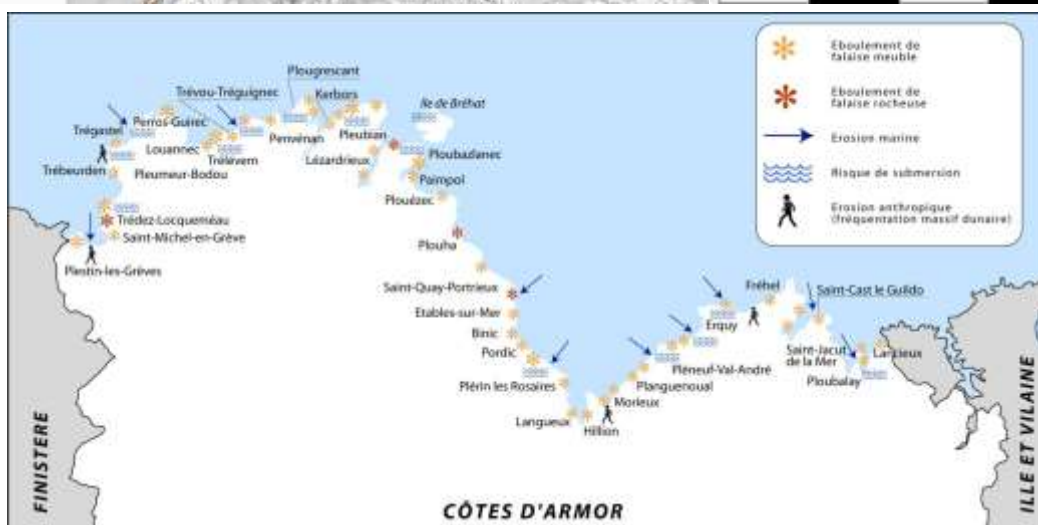 Plougrescant
Trévou-Tréguignec
Kerbors
Ile de Bréhat
Perros-Guirec
Trégastel
Penvénan
Pleubian
Louannec
Trélévern
Lézardrieux
Ploubazlanec
Trébeurden
Pleumeur-Bodou
Paimpol
Plouézec
Trédez-Locquemeau
Saint-Michel-en-Grève
Plouha
Plestin-les-Grèves
Saint-Quay-Portrieux
Fréhel
Saint-Cast le Guildo
Etables-sur-Mer
Erquy
Binic
Saint-Jacut
de la Mer
Lancieux
Pordic
Pléneuf-Val-André
Ploubalay
Plérin les Rosaires
Planguenoual
Morieux
Langueux
Hillion
FINISTERE
ILLE ET VILAINE
CÔTES D'ARMOR
Eboulement de
falaise meuble
Eboulement de
falaise rocheuse
Erosion marine
Risque de submersion
Erosion anthropique
(fréquentation massif dunaire)